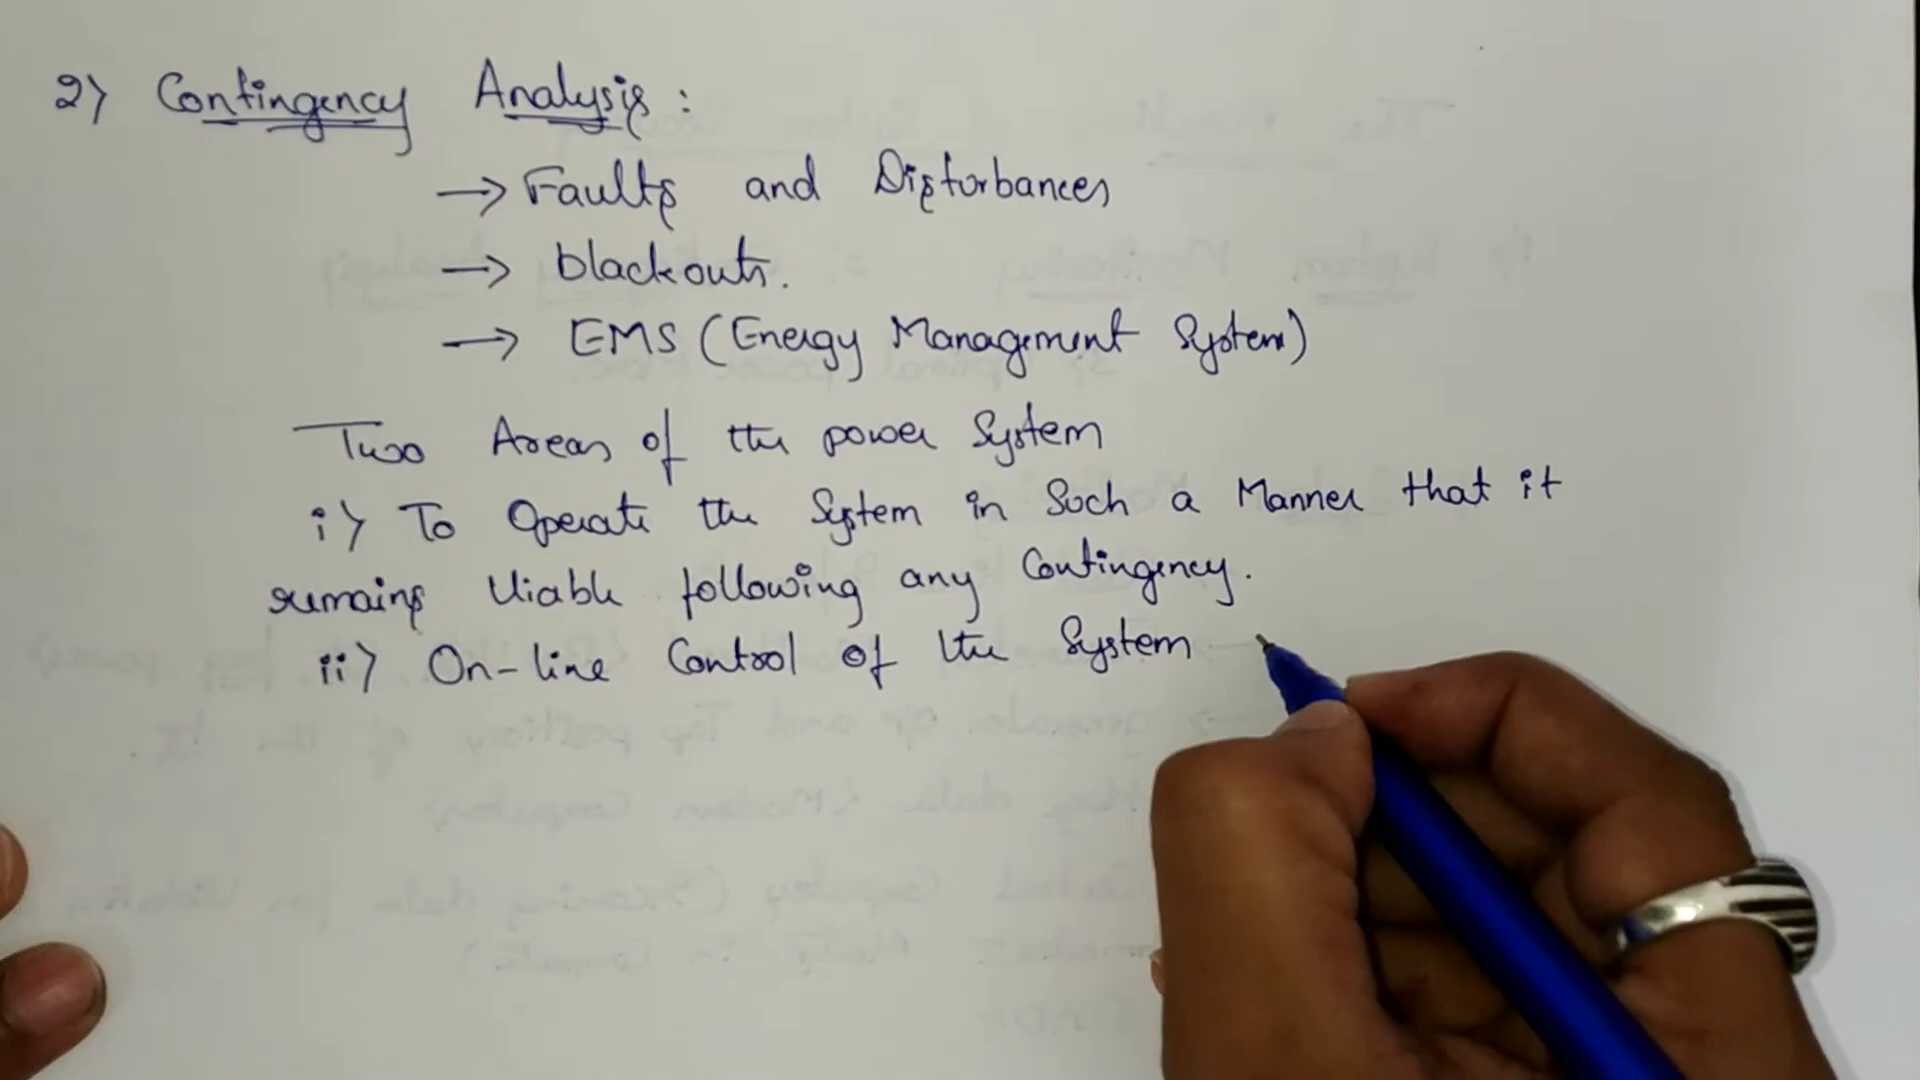 2) Contingency Analysis :
→ Faults and Disturbances
→ blackouts.
→ EMS (Energy Management System)
Two Areas of the power System
i) To Operate the System in Such a Manner that it
remains Viable following any Contingency.
ii) On-line Control of the System